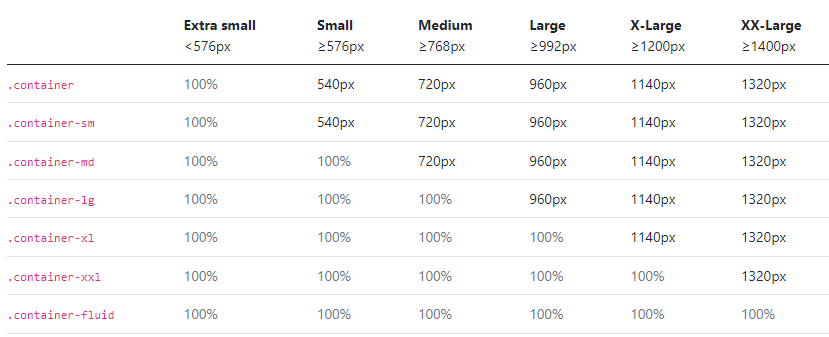 Extra small Small Medium Large X-Large XX-Large
<576px ≥576px ≥768px ≥992px ≥1200px ≥1400px
.container 100% 540px 720px 960px 1140px 1320px
.container-sm 100% 540px 720px 960px 1140px 1320px
.container-md 100% 100% 720px 960px 1140px 1320px
.container-lg 100% 100% 100% 960px 1140px 1320px
.container-xl 100% 100% 100% 100% 1140px 1320px
.container-xxl 100% 100% 100% 100% 100% 1320px
.container-fluid 100% 100% 100% 100% 100% 100%